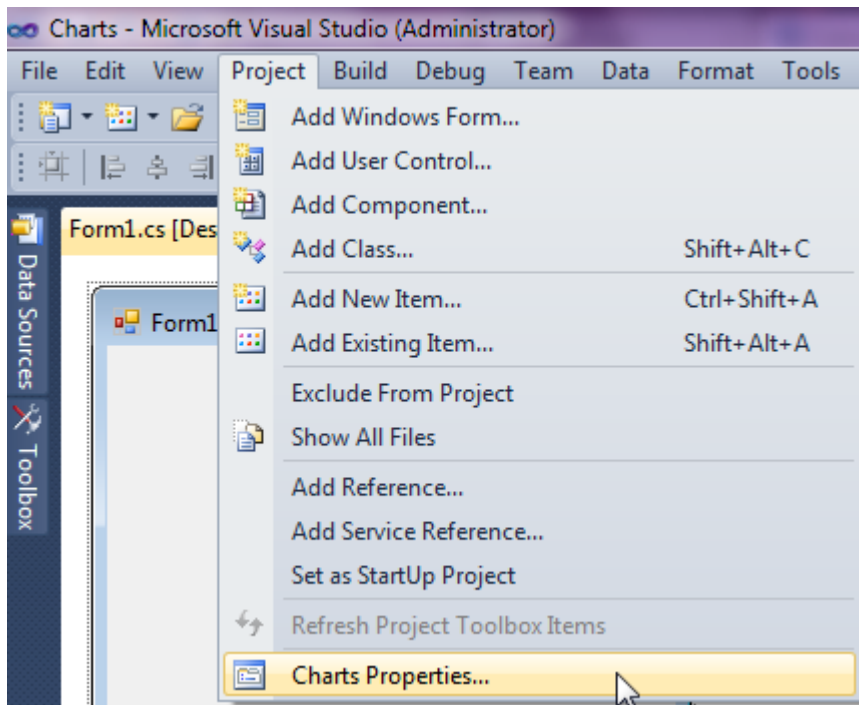 Charts - Microsoft Visual Studio (Administrator)
File Edit View Project Build Debug Team Data Format Tools
Add Windows Form...
Add User Control...
Add Component...
Add Class... Shift+Alt+C
Add New Item... Ctrl+Shift+A
Add Existing Item... Shift+Alt+A
Exclude From Project
Show All Files
Add Reference...
Add Service Reference...
Set as StartUp Project
Refresh Project Toolbox Items
Charts Properties...
Form1.cs [Des
Form1
Data Sources
Toolbox